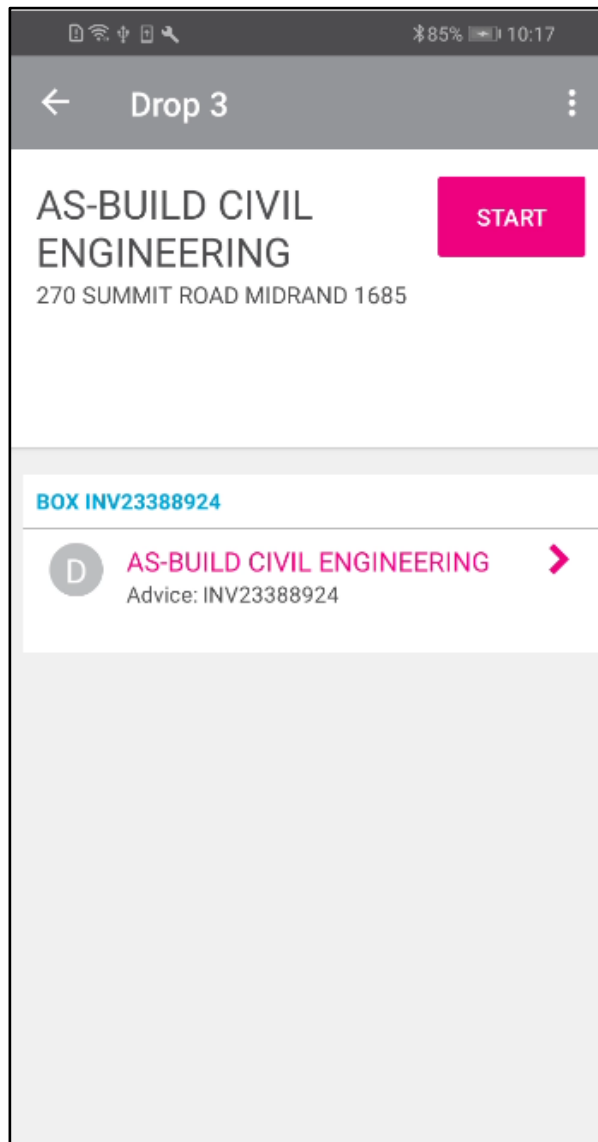 85% 10:17
Drop 3
AS-BUILD CIVIL
ENGINEERING
START
270 SUMMIT ROAD MIDRAND 1685
BOX INV23388924
D
AS-BUILD CIVIL ENGINEERING
Advice: INV23388924